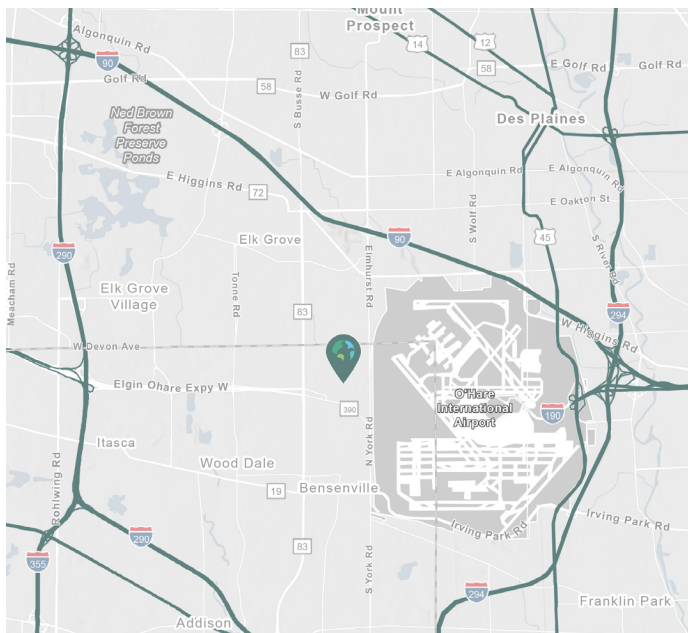 Mount
Prospect
Algonquin Rd
83
14
12
90
58
E Golf Rd
Golf Rd
Golf Rd
58
W Golf Rd
S Busse Rd
Ned Brown
Forest
Preserve
Ponds
Des Plaines
E Higgins Rd
72
E Algonquin Rd
E Algonquin Rd
E Oakton St
S Wolf Rd
45
S River Rd
Elk Grove
90
290
Elmhurst Rd
Meacham Rd
Tonne Rd
Elk Grove
Village
83
294
W Higgins Rd
W Devon Ave
Elgin Ohare Expy W
390
O'Hare
International
Airport
190
N York Rd
Itasca
Wood Dale
Rohlwing Rd
19
Bensenville
Irving Park Rd
Irving Park Rd
290
83
S York Rd
355
294
Franklin Park
Addison